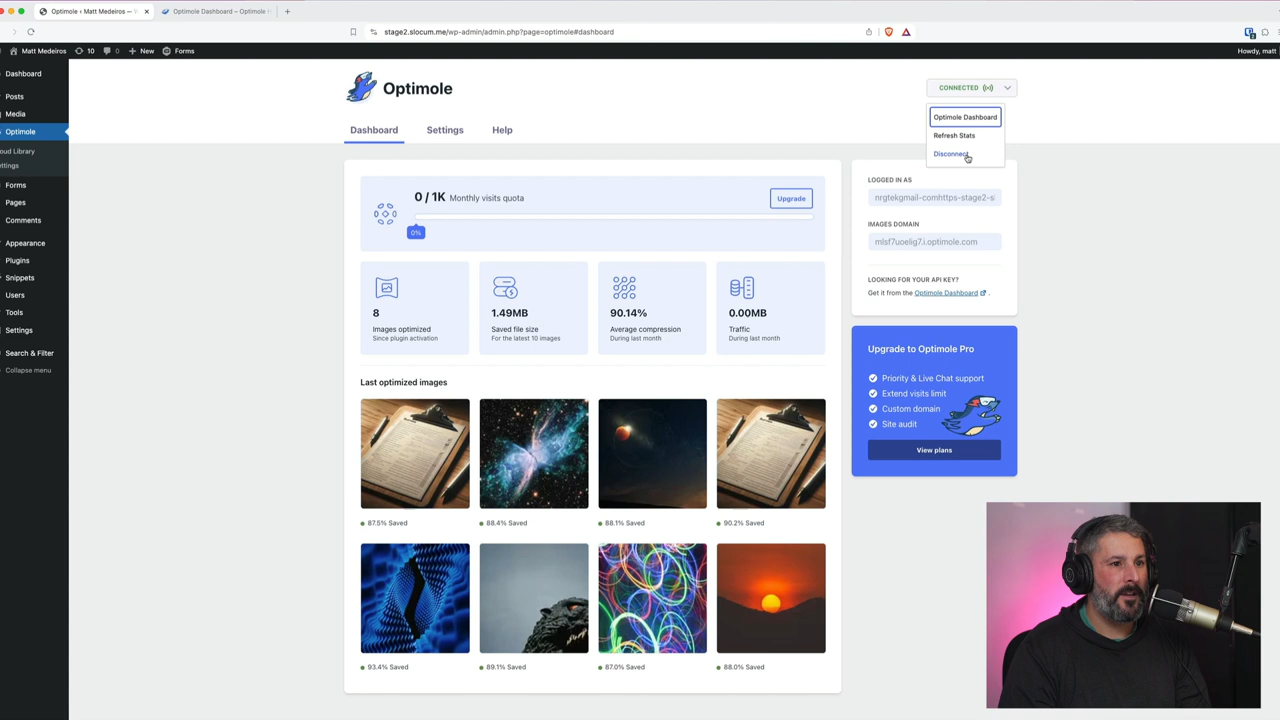 Optimole ‹ Matt Medeiros — V
Optimole Dashboard – Optimole
stage2.slocum.me/wp-admin/admin.php?page=optimole#dashboard
Matt Medeiros
10
0
New
Forms
Howdy, matt
Dashboard
Posts
Media
Optimole
oud Library
ettings
Forms
Pages
Comments
Appearance
Plugins
Snippets
Users
Tools
Settings
Search & Filter
Collapse menu
Optimole
CONNECTED
Optimole Dashboard
Refresh Stats
Disconnect
Dashboard
Settings
Help
0 / 1K Monthly visits quota
Upgrade
0%
8
Images optimized
Since plugin activation
1.49MB
Saved file size
For the latest 10 images
90.14%
Average compression
During last month
0.00MB
Traffic
During last month
Last optimized images
87.5% Saved
88.4% Saved
88.1% Saved
90.2% Saved
93.4% Saved
89.1% Saved
87.0% Saved
88.0% Saved
LOGGED IN AS
nrgtekgmail-comhttps-stage2-s
IMAGES DOMAIN
mlsf7uoelig7.i.optimole.com
LOOKING FOR YOUR API KEY?
Get it from the Optimole Dashboard .
Upgrade to Optimole Pro
Priority & Live Chat support
Extend visits limit
Custom domain
Site audit
View plans